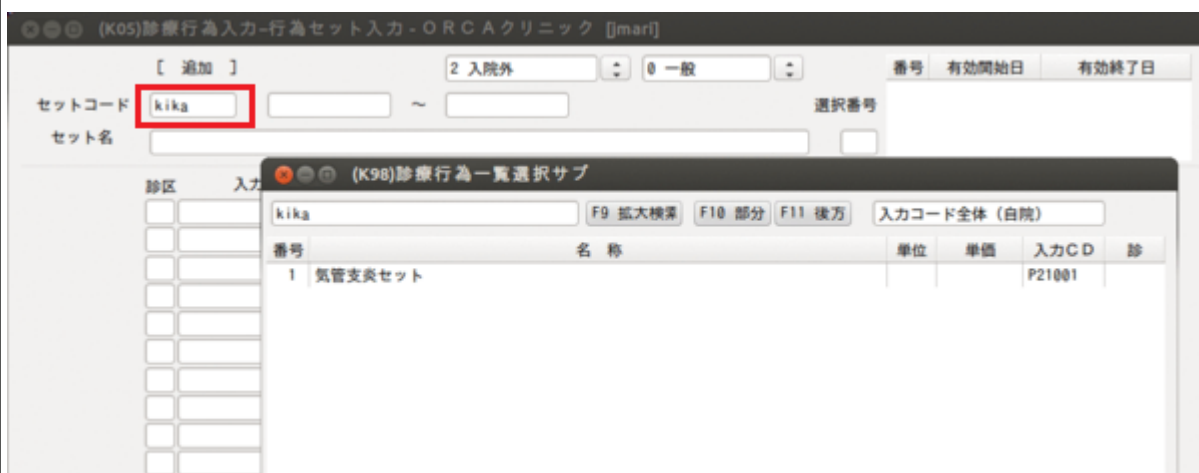 (K05)診療行為入力–行為セット入力 - ＯＲＣＡクリニック [jmari]
[ 追加 ] 2 入院外 0 一般 番号 有効開始日 有効終了日
セットコード kika ～ 選択番号
セット名
(K98)診療行為一覧選択サブ
診区
kika F9 拡大検索 F10 部分 F11 後方 入力コード全体（自院）
番号 名 称 単位 単価 入力ＣＤ 診
1 気管支炎セット P21001